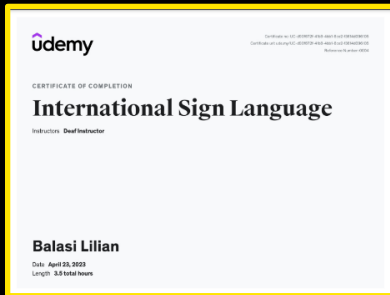 ûdemy
CERTIFICATE OF COMPLETION
International Sign Language
Instructors Deaf Instructor
Balasi Lilian
Date April 23, 2023
Length 3.5 total hours